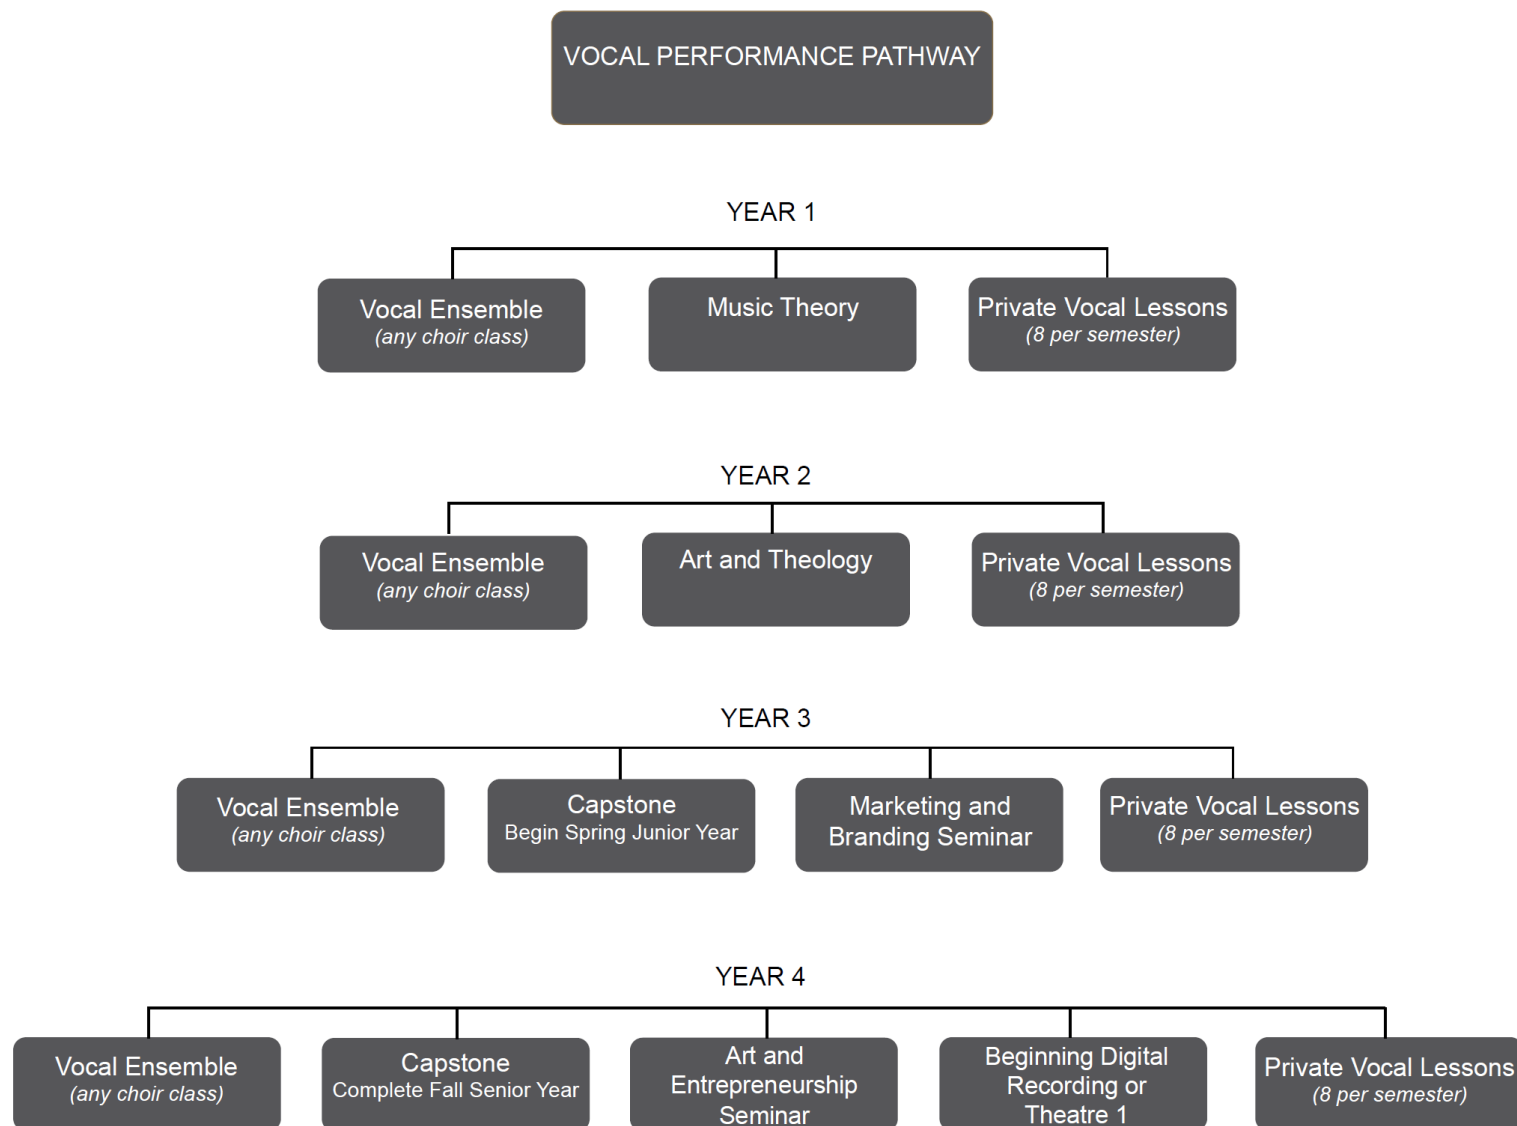 VOCAL PERFORMANCE PATHWAY
YEAR 1
Vocal Ensemble
(any choir class)
Music Theory
Private Vocal Lessons
(8 per semester)
YEAR 2
Vocal Ensemble
(any choir class)
Art and Theology
Private Vocal Lessons
(8 per semester)
YEAR 3
Vocal Ensemble
(any choir class)
Capstone
Begin Spring Junior Year
Marketing and
Branding Seminar
Private Vocal Lessons
(8 per semester)
YEAR 4
Vocal Ensemble
(any choir class)
Capstone
Complete Fall Senior Year
Art and
Entrepreneurship
Seminar
Beginning Digital
Recording or
Theatre 1
Private Vocal Lessons
(8 per semester)